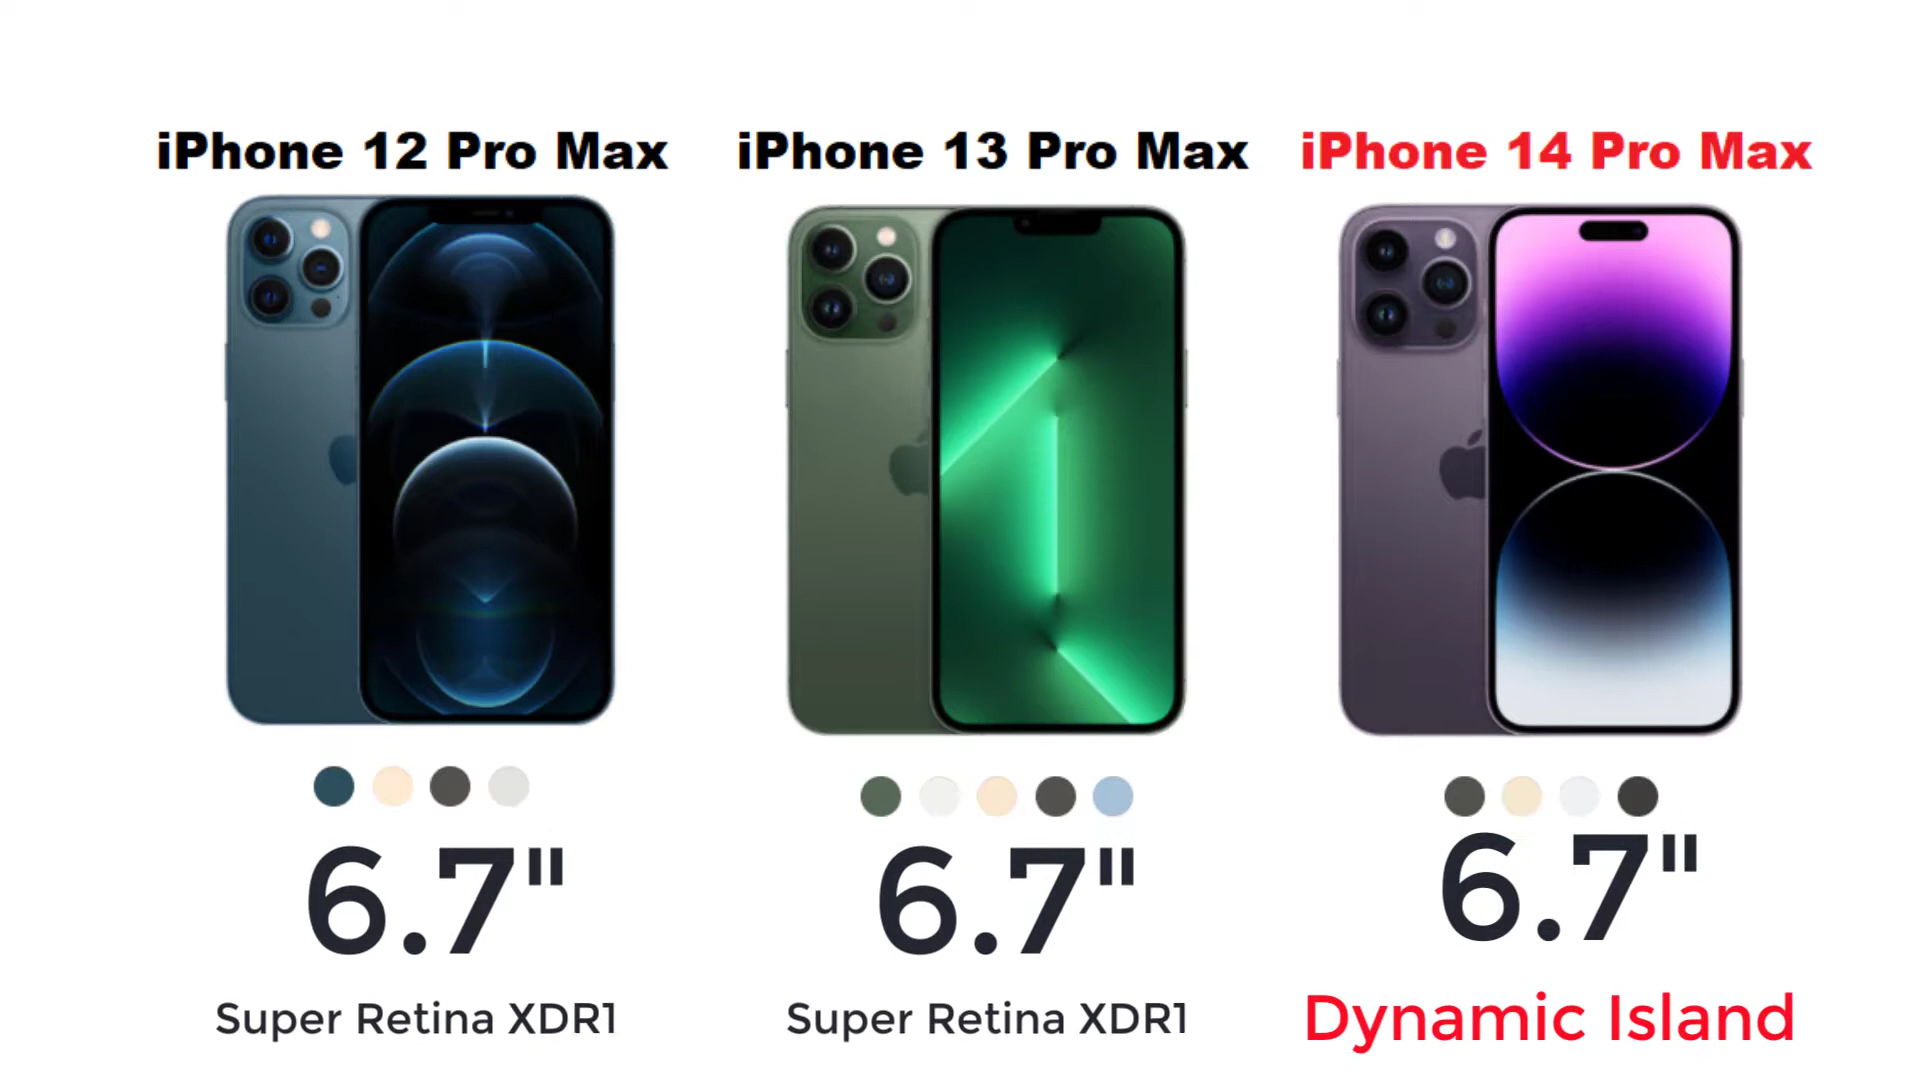 iPhone 12 Pro Max
iPhone 13 Pro Max
iPhone 14 Pro Max
6.7"
6.7"
6.7"
Super Retina XDR1
Super Retina XDR1
Dynamic Island